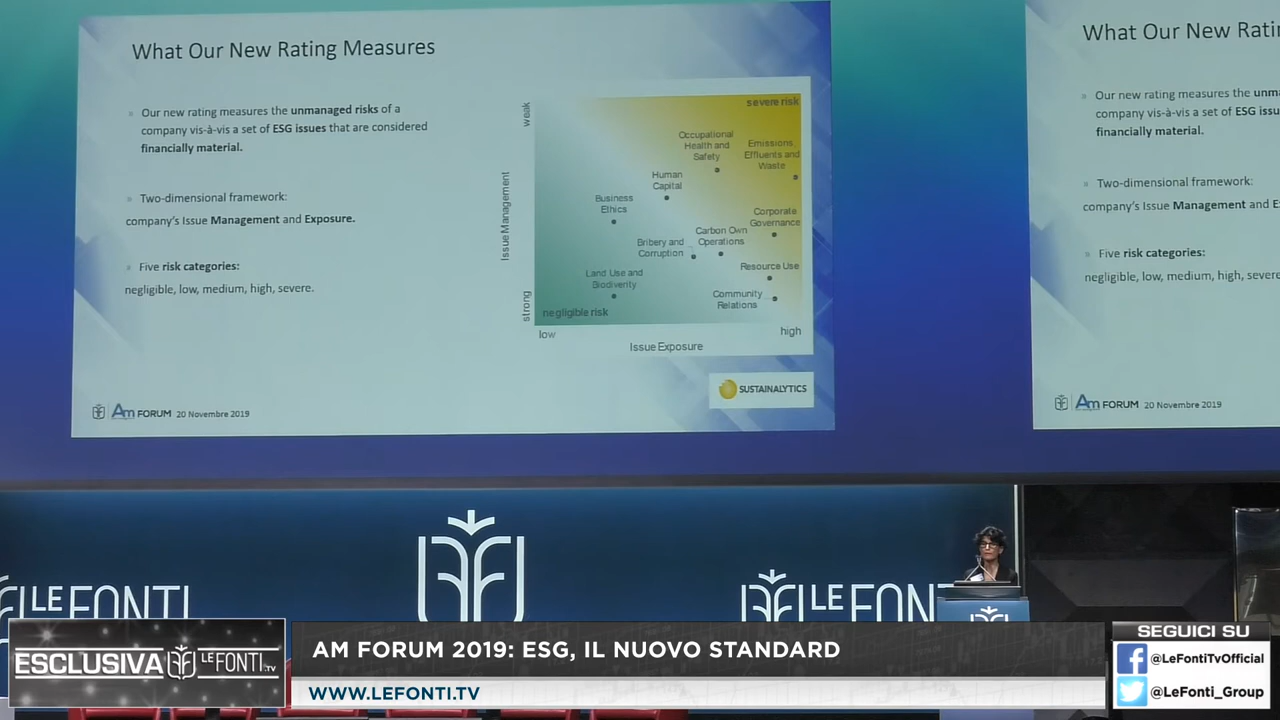 What Our New Rating Measures
» Our new rating measures the unmanaged risks of a
company vis-à-vis a set of ESG issues that are considered
financially material.
» Two-dimensional framework:
company's Issue Management and Exposure.
» Five risk categories:
negligible, low, medium, high, severe.
weak
Issue Management
strong
severe risk
Occupational
Health and
Safety
Emissions,
Effluents and
Waste
Human
Capital
Business
Ethics
Corporate
Governance
Carbon Own
Operations
Bribery and
Corruption
Resource Use
Land Use and
Biodiverity
Community
Relations
negligible risk
low
high
Issue Exposure
SUSTAINALYTICS
Am FORUM 20 Novembre 2019
What Our New Rati
» Our new rating measures the unma
company vis-à-vis a set of ESG issu
financially material.
» Two-dimensional framework:
company's Issue Management and E
» Five risk categories:
negligible, low, medium, high, severe
Am FORUM 20 Novembre 2019
LE FONTI
LE FON
ESCLUSIVA LE FONTI.TV
AM FORUM 2019: ESG, IL NUOVO STANDARD
WWW.LEFONTI.TV
SEGUICI SU
@LeFontiTvOfficial
@LeFonti_Group